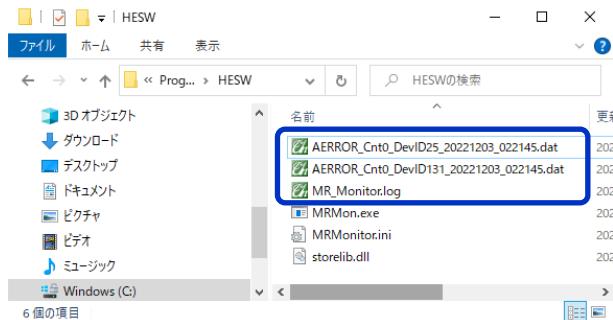 HESW
ファイル ホーム 共有 表示
« Prog... › HESW HESWの検索
名前
3D オブジェクト
ダウンロード
デスクトップ
ドキュメント
ピクチャ
ビデオ
ミュージック
Windows (C:)
AERROR_Cnt0_DevID25_20221203_022145.dat 202
AERROR_Cnt0_DevID131_20221203_022145.dat 202
MR_Monitor.log 202
MRMon.exe 202
MRMonitor.ini 202
storelib.dll 202
6 個の項目